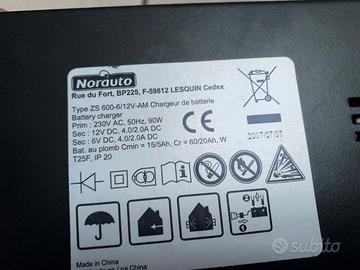 Norauto
Rue du Fort, BP225, F-59812 LESQUIN Cedex
Type ZS 600-6/12V-AM Chargeur de batterie
Battery charger
Prim : 230V AC, 50Hz, 90W
Sec : 12V DC, 4.0/2.0A DC
Sec : 6V DC, 4.0/2.0A DC
Bat. au plomb Cmin = 15/5Ah, Cr = 60/20Ah, W
T25F, IP 20
CE
2007/07/07
Made in China
Subito